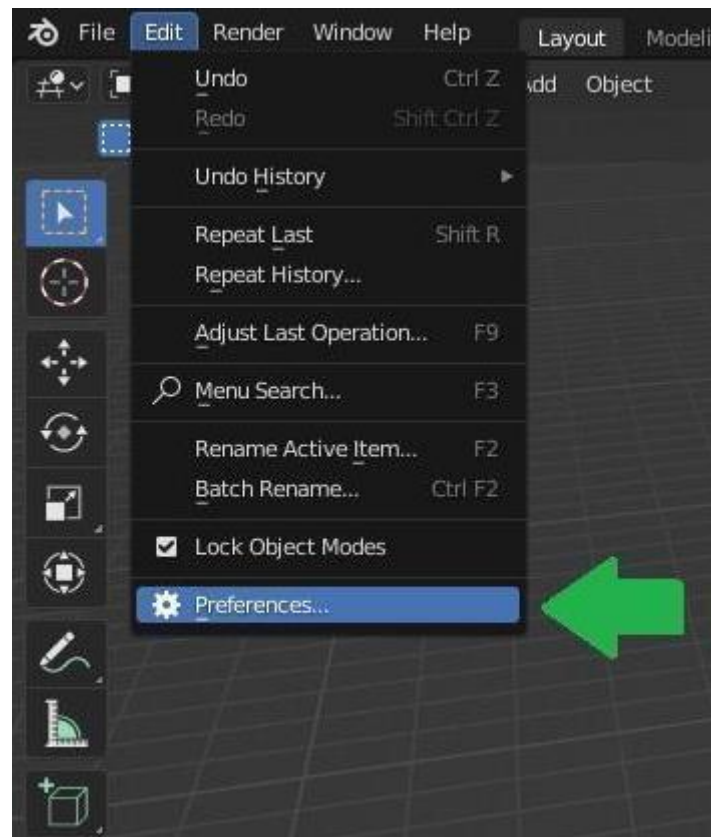 File Edit Render Window Help Layout Modeli
Add Object
Undo Ctrl Z
Redo Shift Ctrl Z
Undo History
Repeat Last Shift R
Repeat History...
Adjust Last Operation... F9
Menu Search... F3
Rename Active Item... F2
Batch Rename... Ctrl F2
Lock Object Modes
Preferences...